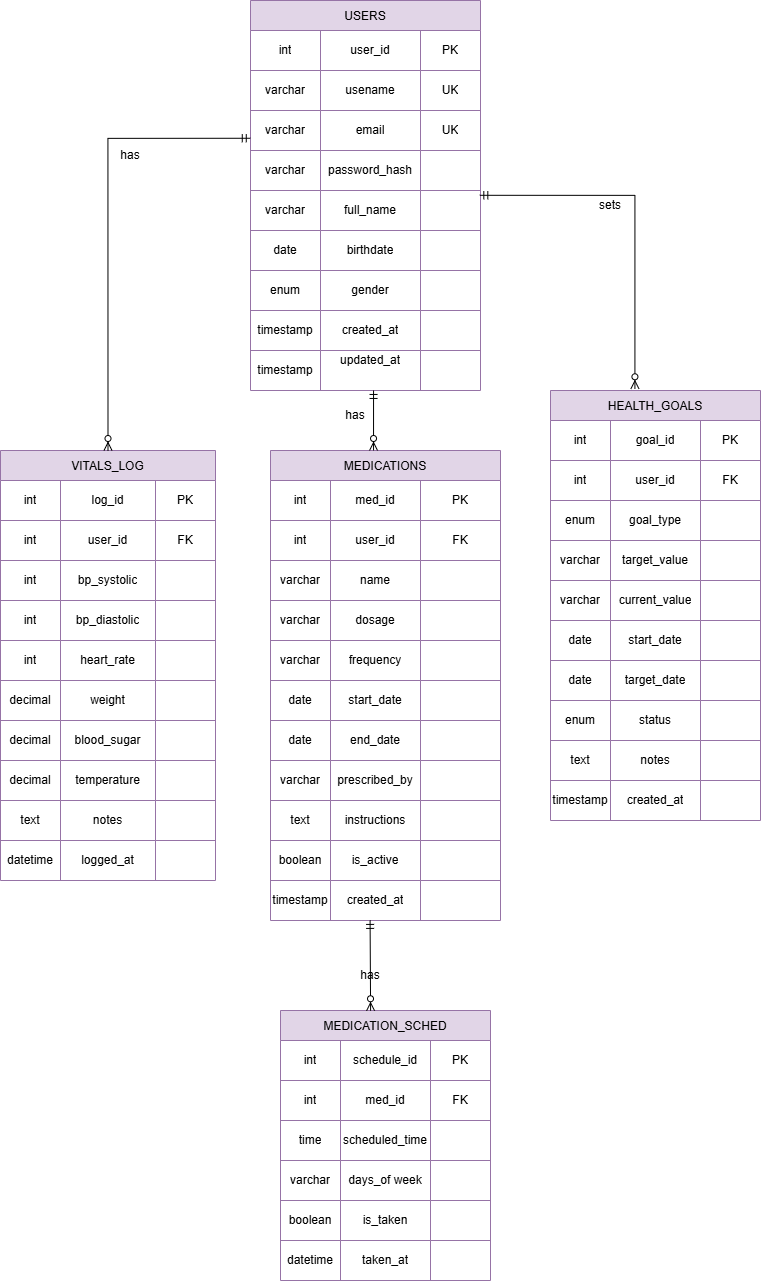 USERS
int user_id PK
varchar usename UK
varchar email UK
varchar password_hash
varchar full_name
date birthdate
enum gender
timestamp created_at
timestamp updated_at
has
sets
has
VITALS_LOG
int log_id PK
int user_id FK
int bp_systolic
int bp_diastolic
int heart_rate
decimal weight
decimal blood_sugar
decimal temperature
text notes
datetime logged_at
MEDICATIONS
int med_id PK
int user_id FK
varchar name
varchar dosage
varchar frequency
date start_date
date end_date
varchar prescribed_by
text instructions
boolean is_active
timestamp created_at
HEALTH_GOALS
int goal_id PK
int user_id FK
enum goal_type
varchar target_value
varchar current_value
date start_date
date target_date
enum status
text notes
timestamp created_at
has
MEDICATION_SCHED
int schedule_id PK
int med_id FK
time scheduled_time
varchar days_of week
boolean is_taken
datetime taken_at